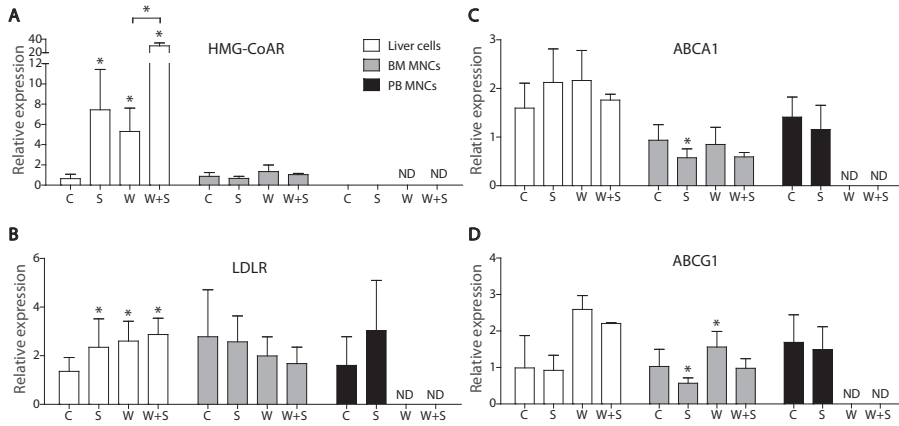 A
HMG-CoAR
*
*
*
*
Relative expression
40
20
12
10
8
6
4
2
0
ND ND
C S W W+S C S W W+S C S W W+S
Liver cells
BM MNCs
PB MNCs
B
LDLR
* * *
Relative expression
6
4
2
0
ND ND
C S W W+S C S W W+S C S W W+S
C
ABCA1
*
Relative expression
3
2
1
0
ND ND
C S W W+S C S W W+S C S W W+S
D
ABCG1
*
*
Relative expression
4
3
2
1
0
ND ND
C S W W+S C S W W+S C S W W+S